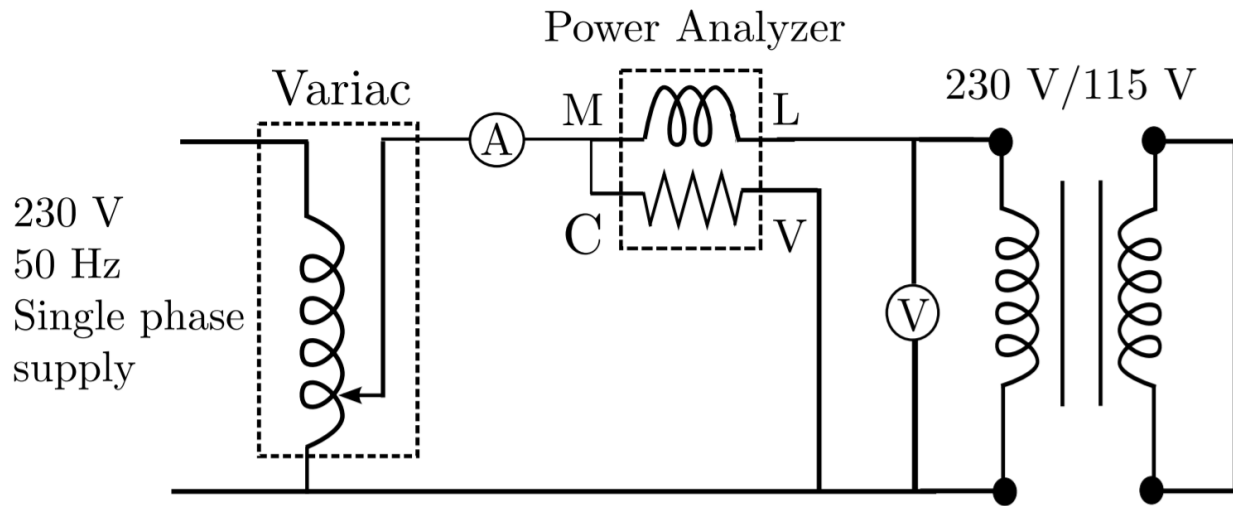 Power Analyzer
Variac
230 V/115 V
M
L
A
230 V
50 Hz
Single phase
supply
C
V
V